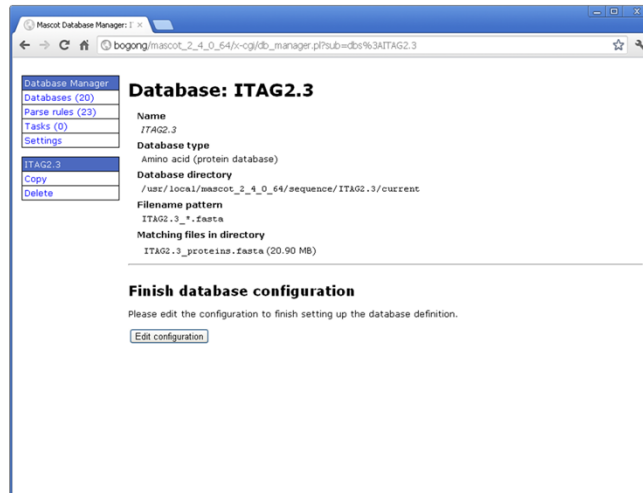 Mascot Database Manager: I
bogong/mascot_2_4_0_64/x-cgi/db_manager.pl?sub=dbs%3AITAG2.3
Database Manager
Databases (20)
Parse rules (23)
Tasks (0)
Settings
ITAG2.3
Copy
Delete
Database: ITAG2.3
Name
ITAG2.3
Database type
Amino acid (protein database)
Database directory
/usr/local/mascot_2_4_0_64/sequence/ITAG2.3/current
Filename pattern
ITAG2.3_*.fasta
Matching files in directory
ITAG2.3_proteins.fasta (20.90 MB)
Finish database configuration
Please edit the configuration to finish setting up the database definition.
Edit configuration